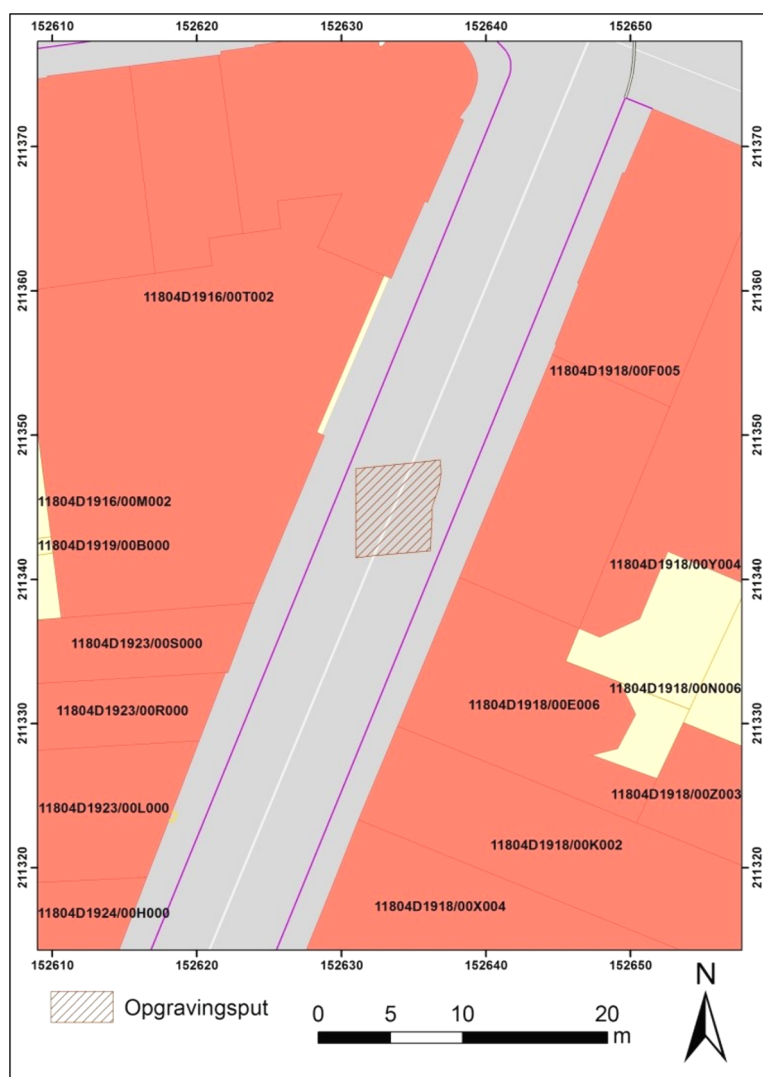 152610 152620 152630 152640 152650
211370 211370
211360 211360
11804D1916/00T002
11804D1918/00F005
211350 211350
11804D1916/00M002
11804D1919/00B000
11804D1918/00Y004
211340 211340
11804D1923/00S000
11804D1918/00N006
11804D1923/00R000
11804D1918/00E006
211330 211330
11804D1918/00Z003
11804D1923/00L000
11804D1918/00K002
211320 211320
11804D1918/00X004
11804D1924/00H000
152610 152620 152630 152640 152650
Opgravingsput
0 5 10 20
m
N